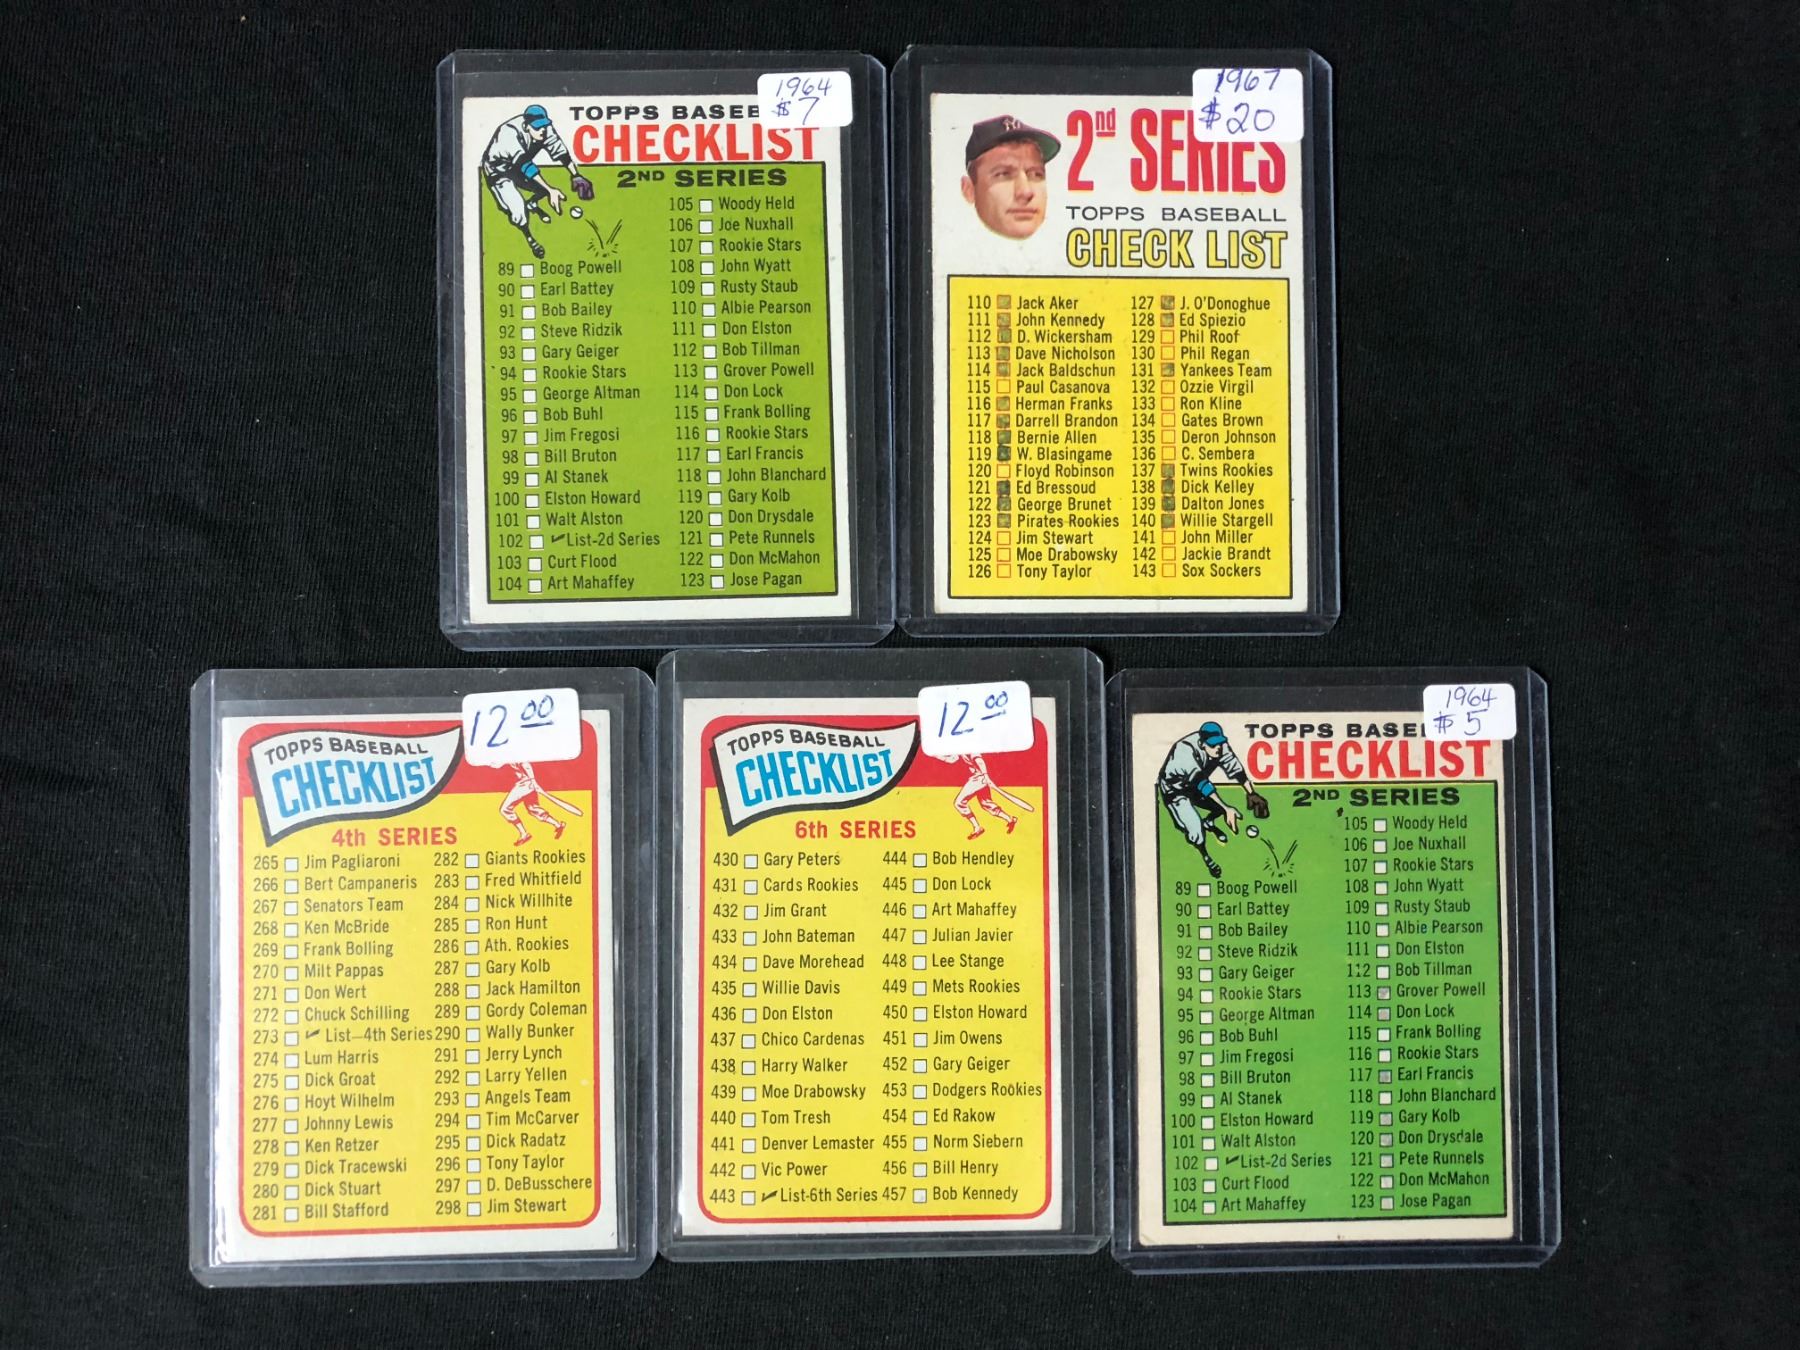 1964
$7
TOPPS BASEB
CHECKLIST
2ND SERIES
105 Woody Held
106 Joe Nuxhall
107 Rookie Stars
89 Boog Powell 108 John Wyatt
90 Earl Battey 109 Rusty Staub
91 Bob Bailey 110 Albie Pearson
92 Steve Ridzik 111 Don Elston
93 Gary Geiger 112 Bob Tillman
94 Rookie Stars 113 Grover Powell
95 George Altman 114 Don Lock
96 Bob Buhl 115 Frank Bolling
97 Jim Fregosi 116 Rookie Stars
98 Bill Bruton 117 Earl Francis
99 Al Stanek 118 John Blanchard
100 Elston Howard 119 Gary Kolb
101 Walt Alston 120 Don Drysdale
102 List-2d Series 121 Pete Runnels
103 Curt Flood 122 Don McMahon
104 Art Mahaffey 123 Jose Pagan
1967
$20
2nd SERIES
TOPPS BASEBALL
CHECK LIST
110 Jack Aker 127 J. O'Donoghue
111 John Kennedy 128 Ed Spiezio
112 D. Wickersham 129 Phil Roof
113 Dave Nicholson 130 Phil Regan
114 Jack Baldschun 131 Yankees Team
115 Paul Casanova 132 Ozzie Virgil
116 Herman Franks 133 Ron Kline
117 Darrell Brandon 134 Gates Brown
118 Bernie Allen 135 Deron Johnson
119 W. Blasingame 136 C. Sembera
120 Floyd Robinson 137 Twins Rookies
121 Ed Bressoud 138 Dick Kelley
122 George Brunet 139 Dalton Jones
123 Pirates Rookies 140 Willie Stargell
124 Jim Stewart 141 John Miller
125 Moe Drabowsky 142 Jackie Brandt
126 Tony Taylor 143 Sox Sockers
12.00
TOPPS BASEBALL
CHECKLIST
4th SERIES
265 Jim Pagliaroni 282 Giants Rookies
266 Bert Campaneris 283 Fred Whitfield
267 Senators Team 284 Nick Willhite
268 Ken McBride 285 Ron Hunt
269 Frank Bolling 286 Ath. Rookies
270 Milt Pappas 287 Gary Kolb
271 Don Wert 288 Jack Hamilton
272 Chuck Schilling 289 Gordy Coleman
273 List—4th Series 290 Wally Bunker
274 Lum Harris 291 Jerry Lynch
275 Dick Groat 292 Larry Yellen
276 Hoyt Wilhelm 293 Angels Team
277 Johnny Lewis 294 Tim McCarver
278 Ken Retzer 295 Dick Radatz
279 Dick Tracewski 296 Tony Taylor
280 Dick Stuart 297 D. DeBusschere
281 Bill Stafford 298 Jim Stewart
12.00
TOPPS BASEBALL
CHECKLIST
6th SERIES
430 Gary Peters 444 Bob Hendley
431 Cards Rookies 445 Don Lock
432 Jim Grant 446 Art Mahaffey
433 John Bateman 447 Julian Javier
434 Dave Morehead 448 Lee Stange
435 Willie Davis 449 Mets Rookies
436 Don Elston 450 Elston Howard
437 Chico Cardenas 451 Jim Owens
438 Harry Walker 452 Gary Geiger
439 Moe Drabowsky 453 Dodgers Rookies
440 Tom Tresh 454 Ed Rakow
441 Denver Lemaster 455 Norm Siebern
442 Vic Power 456 Bill Henry
443 List-6th Series 457 Bob Kennedy
1964
$5
TOPPS BASE
CHECKLIST
2ND SERIES
105 Woody Held
106 Joe Nuxhall
107 Rookie Stars
89 Boog Powell 108 John Wyatt
90 Earl Battey 109 Rusty Staub
91 Bob Bailey 110 Albie Pearson
92 Steve Ridzik 111 Don Elston
93 Gary Geiger 112 Bob Tillman
94 Rookie Stars 113 Grover Powell
95 George Altman 114 Don Lock
96 Bob Buhl 115 Frank Bolling
97 Jim Fregosi 116 Rookie Stars
98 Bill Bruton 117 Earl Francis
99 Al Stanek 118 John Blanchard
100 Elston Howard 119 Gary Kolb
101 Walt Alston 120 Don Drysdale
102 List-2d Series 121 Pete Runnels
103 Curt Flood 122 Don McMahon
104 Art Mahaffey 123 Jose Pagan